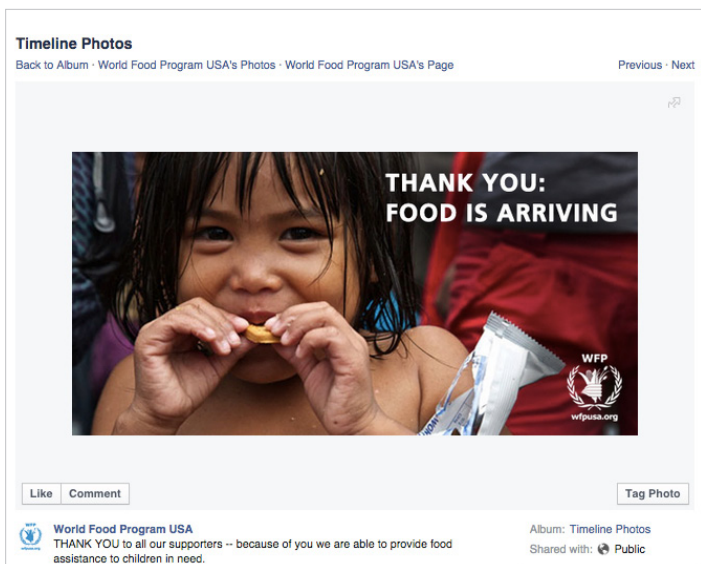 Timeline Photos
Back to Album · World Food Program USA's Photos · World Food Program USA's Page
Previous · Next
THANK YOU:
FOOD IS ARRIVING
WFP
wfpusa.org
Like Comment
Tag Photo
WFP
wfpusa.org
World Food Program USA
THANK YOU to all our supporters -- because of you we are able to provide food
assistance to children in need.
Album: Timeline Photos
Shared with: Public